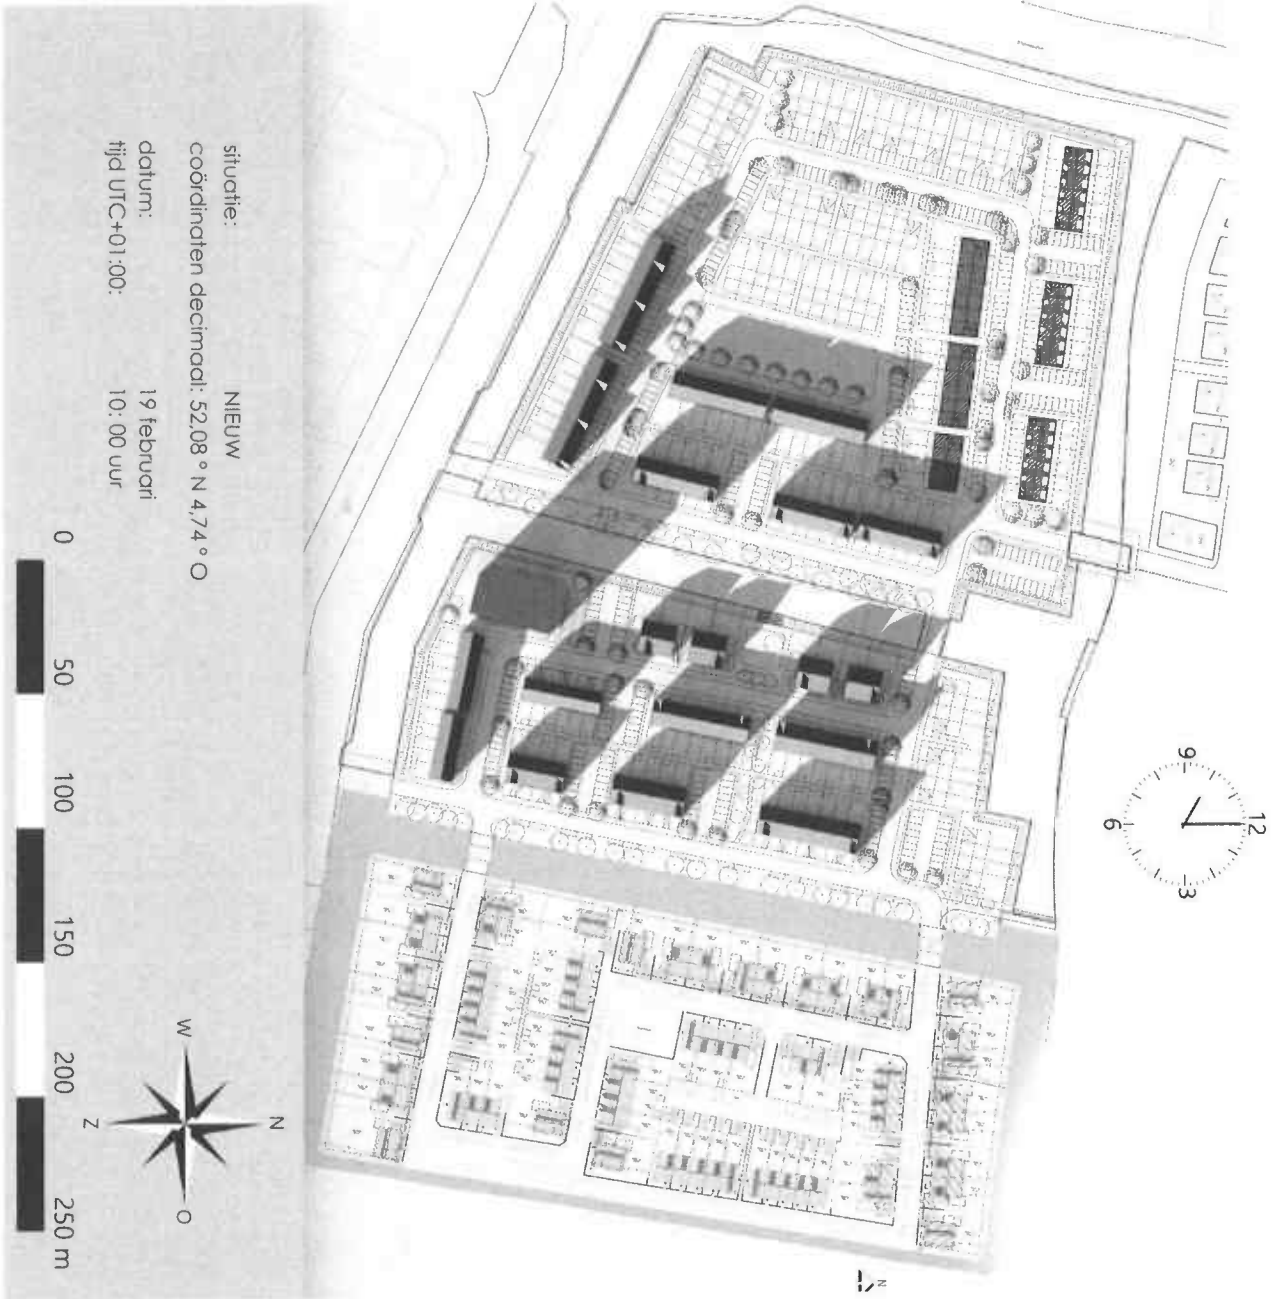 situatie: NIEUW
coördinaten decimaal: 52.08 ° N 4,74 ° O
datum: 19 februari
tijd UTC+01:00: 10: 00 uur
0 50 100 150 200 250 m
N
W
O
Z
12
9
3
6
N